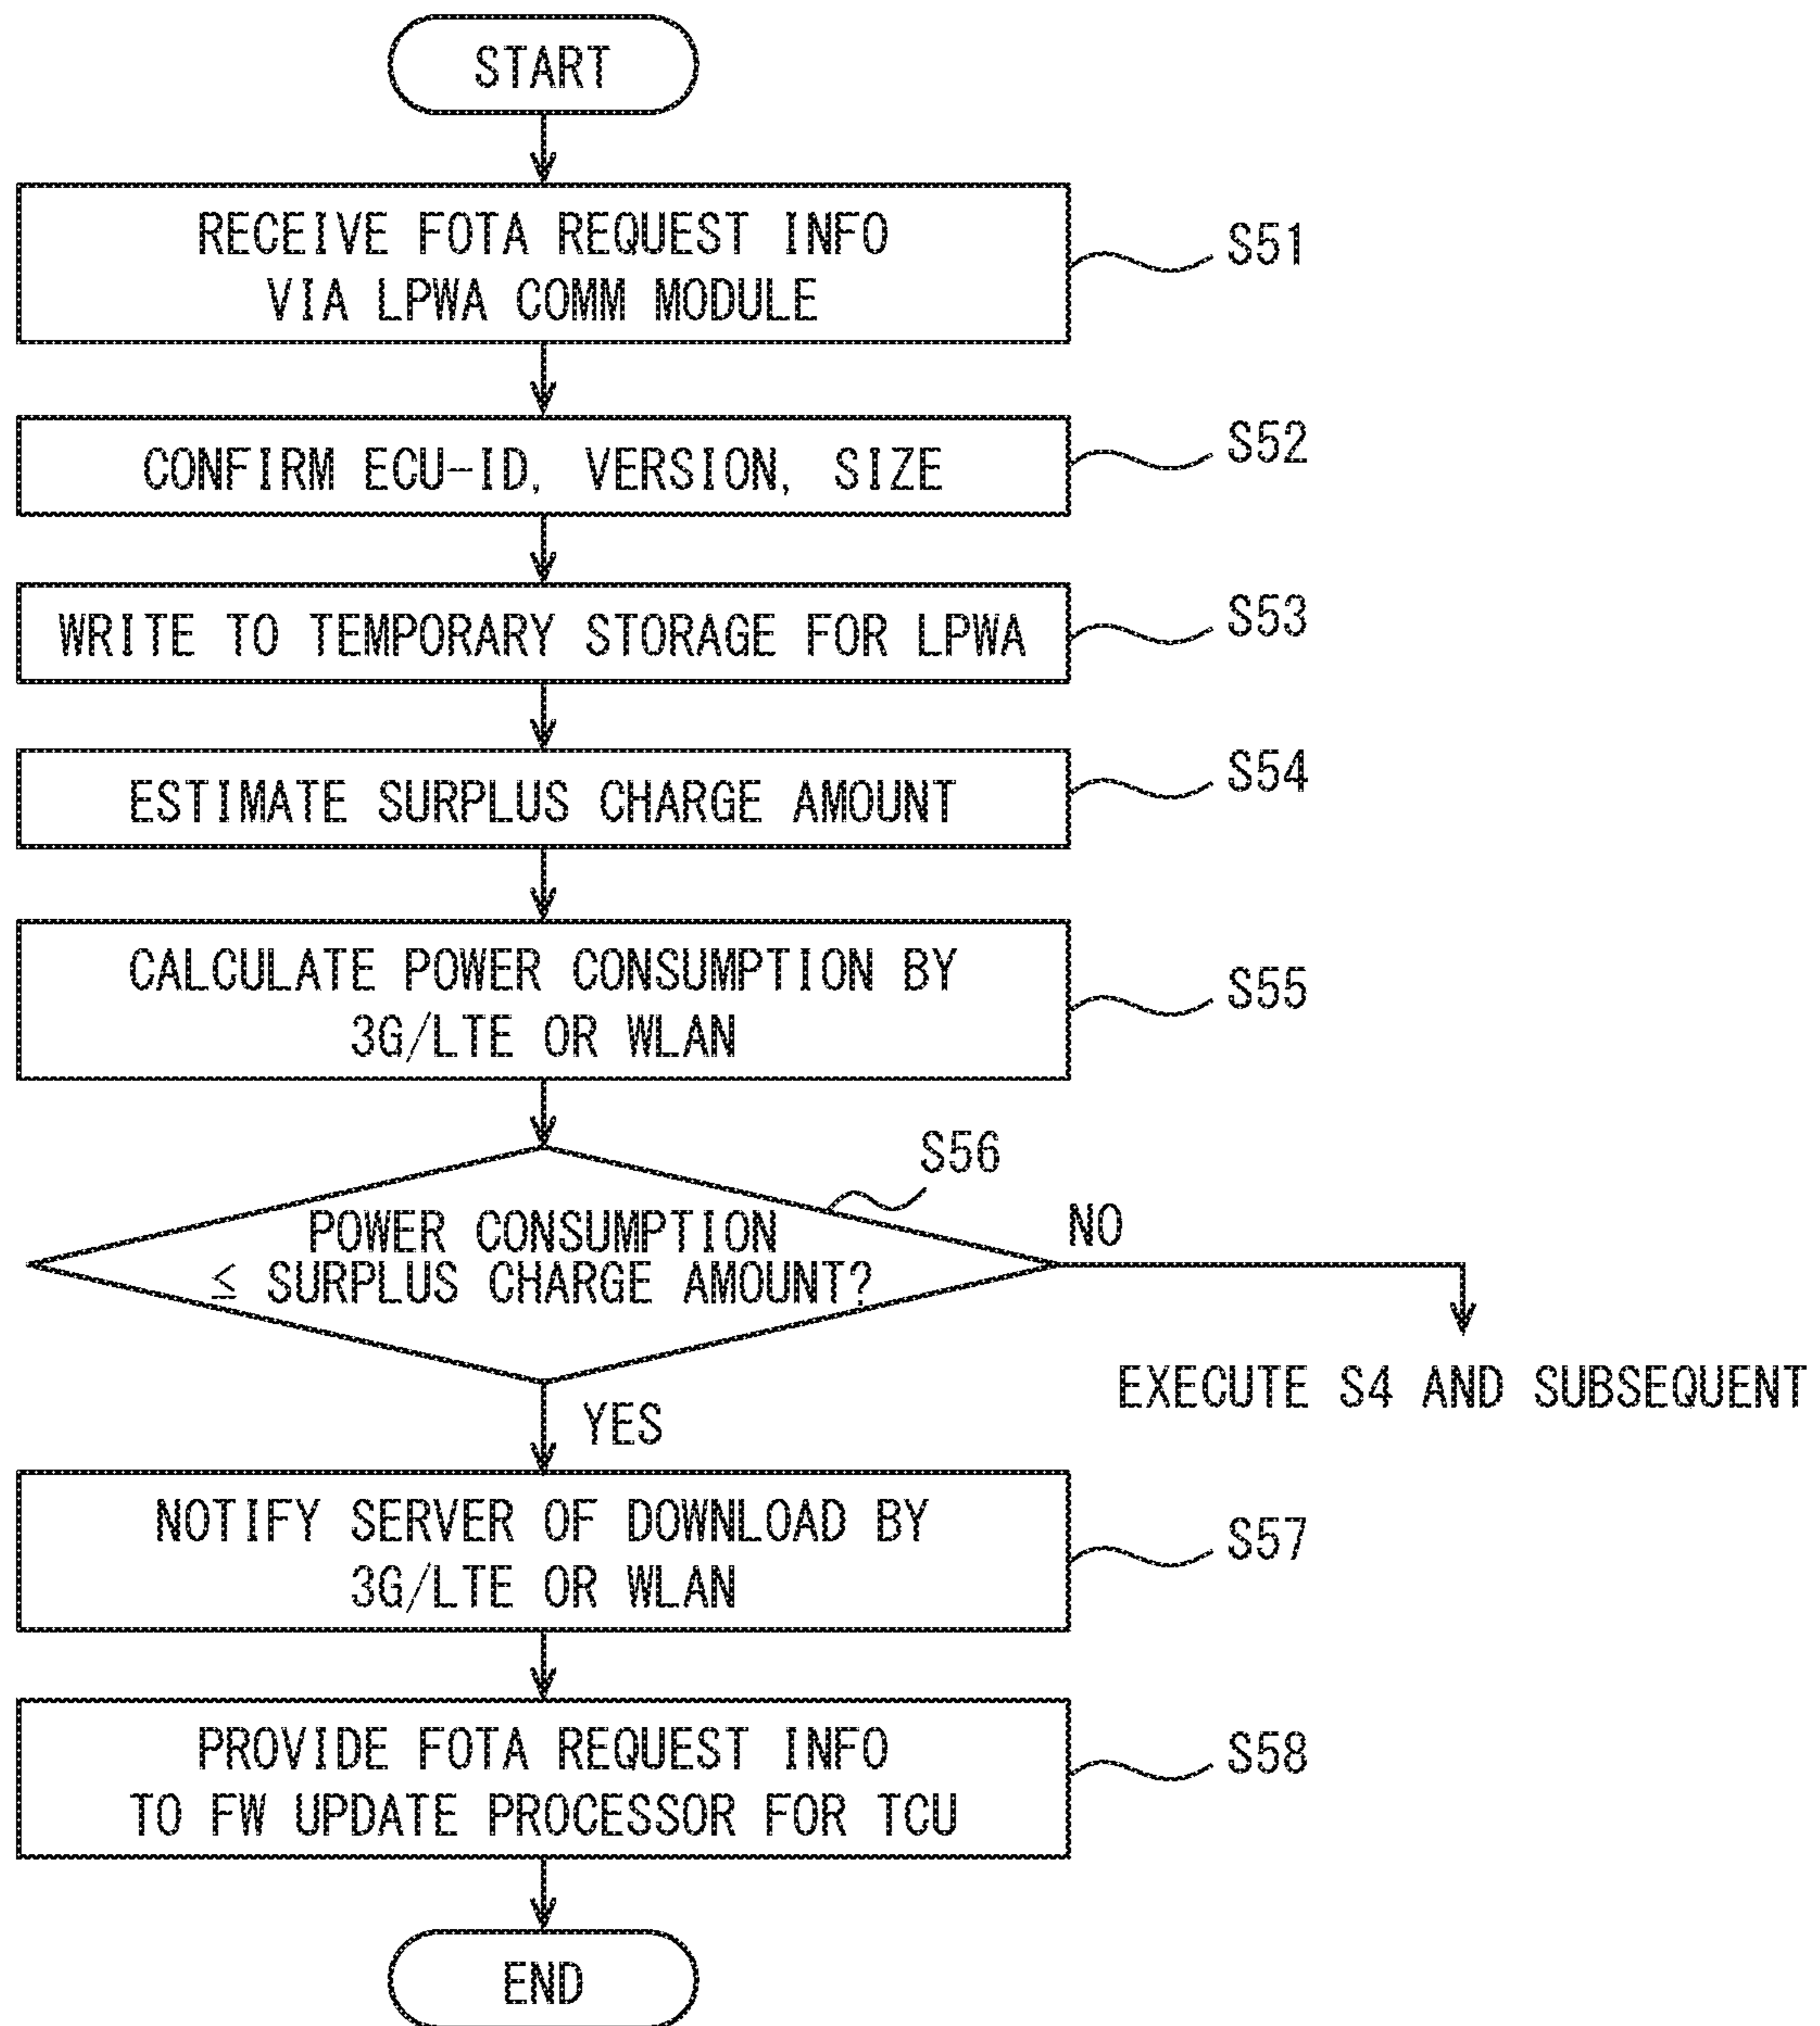 START
RECEIVE FOTA REQUEST INFO
VIA LPWA COMM MODULE
S51
CONFIRM ECU-ID, VERSION, SIZE
S52
WRITE TO TEMPORARY STORAGE FOR LPWA
S53
ESTIMATE SURPLUS CHARGE AMOUNT
S54
CALCULATE POWER CONSUMPTION BY
3G/LTE OR WLAN
S55
S56
POWER CONSUMPTION
≤ SURPLUS CHARGE AMOUNT?
NO
EXECUTE S4 AND SUBSEQUENT
YES
NOTIFY SERVER OF DOWNLOAD BY
3G/LTE OR WLAN
S57
PROVIDE FOTA REQUEST INFO
TO FW UPDATE PROCESSOR FOR TCU
S58
END